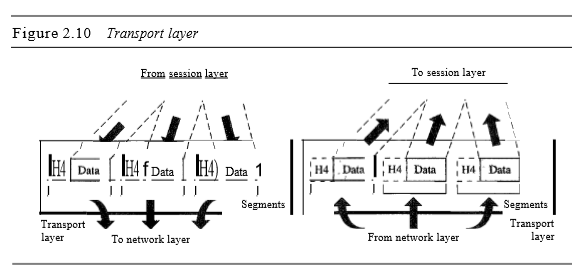 Figure 2.10 Transport layer
From session layer
To session layer
H4 Data H4 f Data H4) Data 1
H4 Data H4 Data H4 Data
Segments
Segments
Transport
layer
To network layer
From network layer
Transport
layer